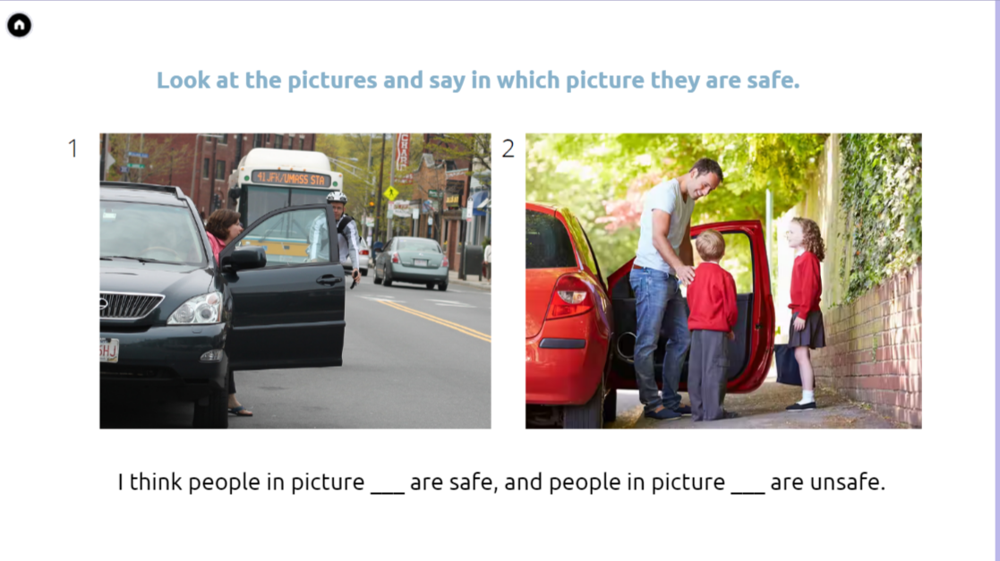 Look at the pictures and say in which picture they are safe.
1
2
41 JFK/UMASS STA
I think people in picture ___ are safe, and people in picture ___ are unsafe.